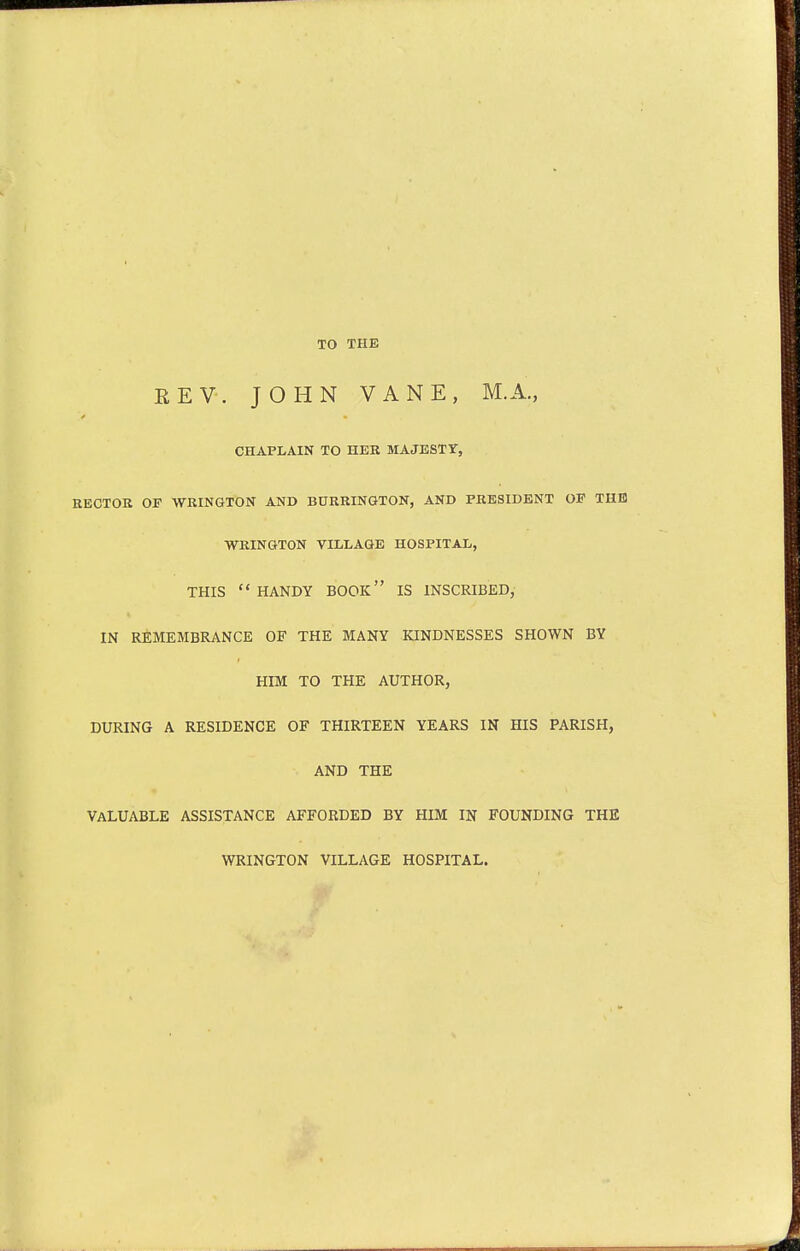 TO THE
REV. JOHN VANE, M.A.,
CHAPLAIN TO HER MAJESTY,
RECTOR OF WRINGTON AND BURRINGTON, AND PRESIDENT OF THE
WRINGTON VILLAGE HOSPITAL,
THIS “HANDY BOOK” IS INSCRIBED,
IN REMEMBRANCE OF THE MANY KINDNESSES SHOWN BY
HIM TO THE AUTHOR,
DURING A RESIDENCE OF THIRTEEN YEARS IN HIS PARISH,
AND THE
VALUABLE ASSISTANCE AFFORDED BY HIM IN FOUNDING THE
WRINGTON VILLAGE HOSPITAL.